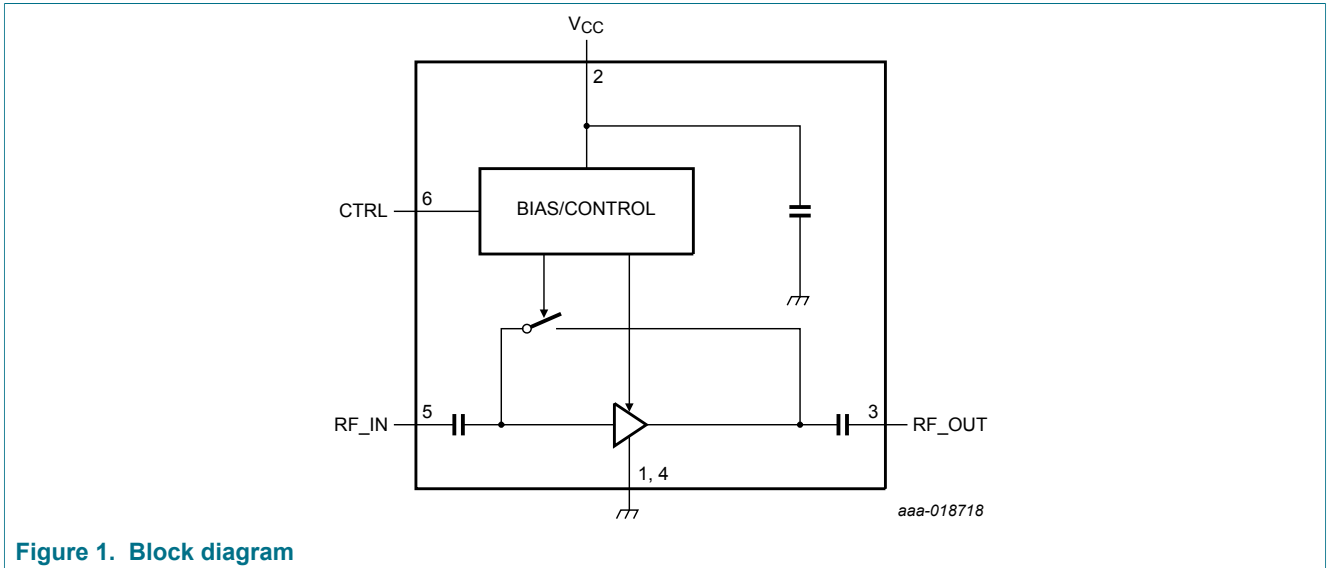 VCC
2
6
CTRL
BIAS/CONTROL
5
RF_IN
3
RF_OUT
1, 4
aaa-018718
Figure 1. Block diagram